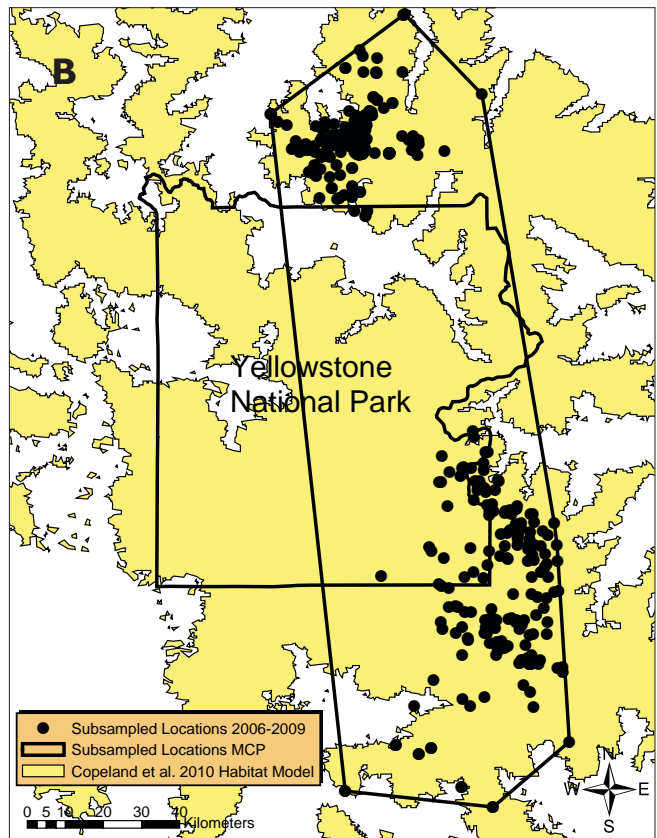 B
Yellowstone
National Park
Subsampled Locations 2006-2009
Subsampled Locations MCP
Copeland et al. 2010 Habitat Model
N
W E
S
0 5 10 20 30 40
Kilometers